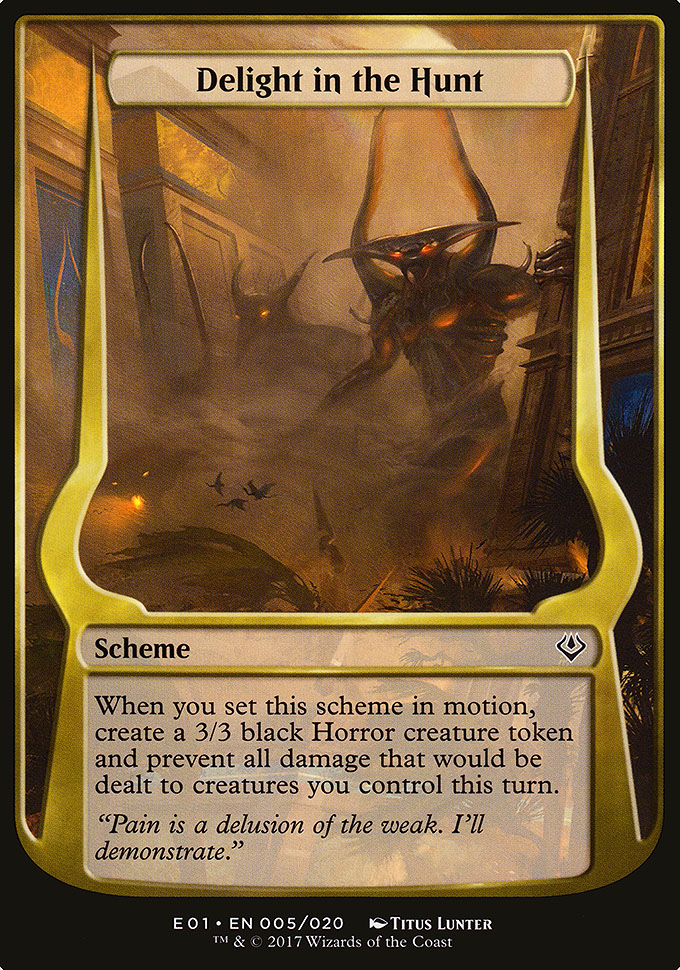 Delight in the Hunt
Scheme
When you set this scheme in motion,
create a 3/3 black Horror creature token
and prevent all damage that would be
dealt to creatures you control this turn.
“Pain is a delusion of the weak. I’ll
demonstrate.”
E01 • EN 005/020 Titus Lunter
™ & © 2017 Wizards of the Coast